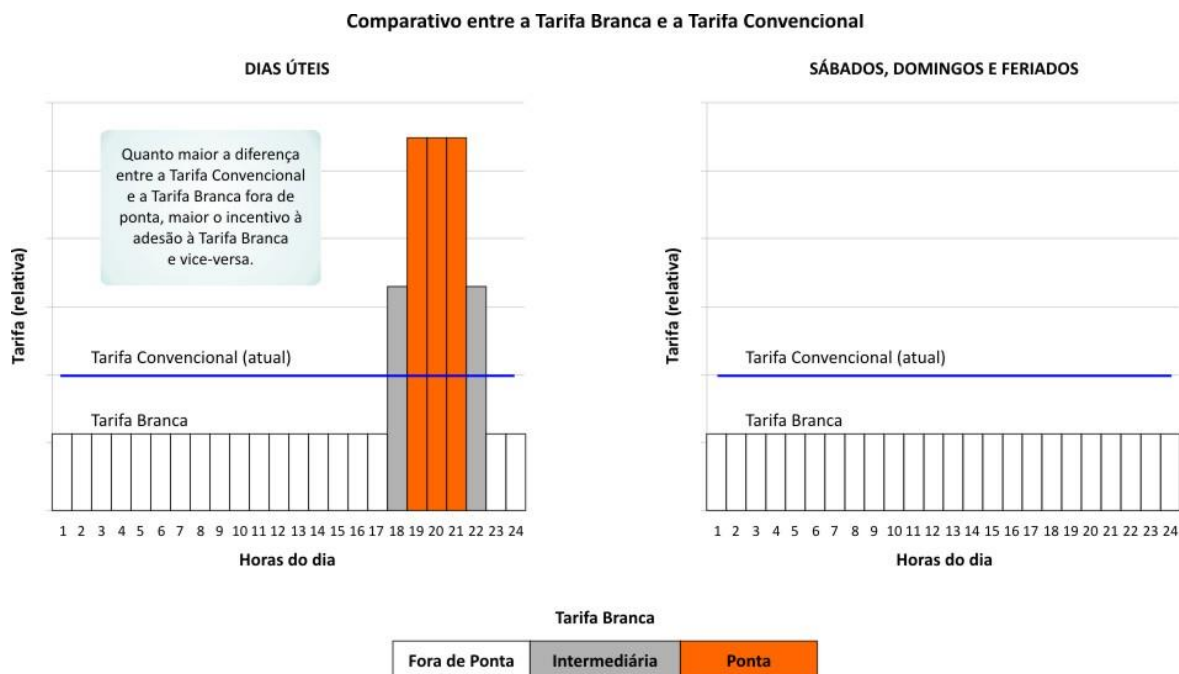 Comparativo entre a Tarifa Branca e a Tarifa Convencional
DIAS ÚTEIS
Quanto maior a diferença
entre a Tarifa Convencional
e a Tarifa Branca fora de
ponta, maior o incentivo à
adesão à Tarifa Branca
e vice-versa.
Tarifa (relativa)
Tarifa Convencional (atual)
Tarifa Branca
1 2 3 4 5 6 7 8 9 10 11 12 13 14 15 16 17 18 19 20 21 22 23 24
Horas do dia
SÁBADOS, DOMINGOS E FERIADOS
Tarifa (relativa)
Tarifa Convencional (atual)
Tarifa Branca
1 2 3 4 5 6 7 8 9 10 11 12 13 14 15 16 17 18 19 20 21 22 23 24
Horas do dia
Tarifa Branca
Fora de Ponta Intermediária Ponta